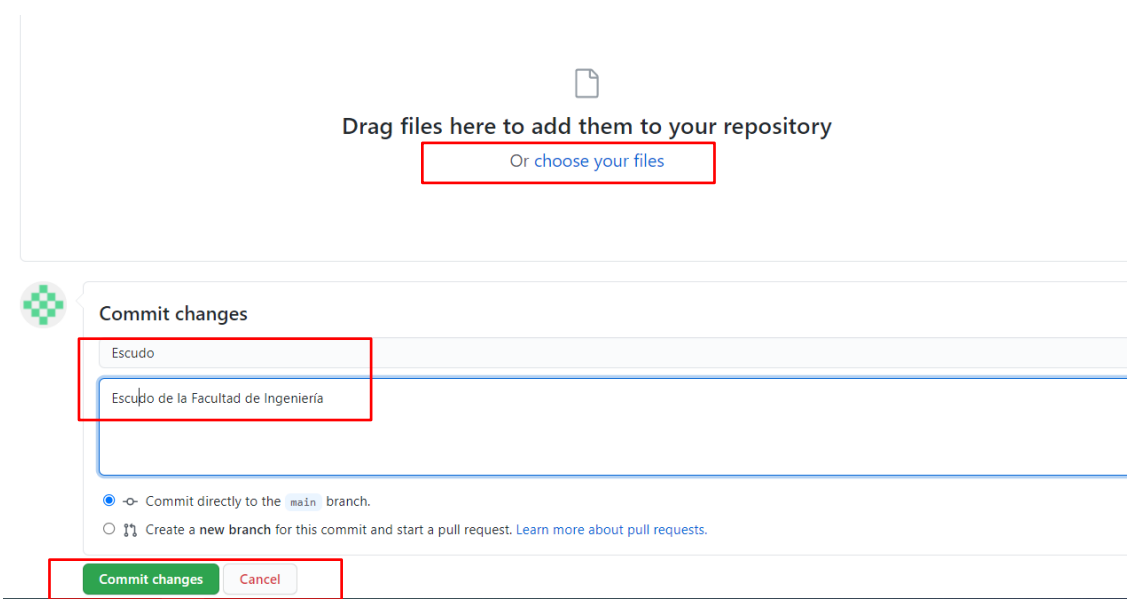 Drag files here to add them to your repository
Or choose your files
Commit changes
Escudo
Escudo de la Facultad de Ingeniería
Commit directly to the main branch.
Create a new branch for this commit and start a pull request. Learn more about pull requests.
Commit changes Cancel